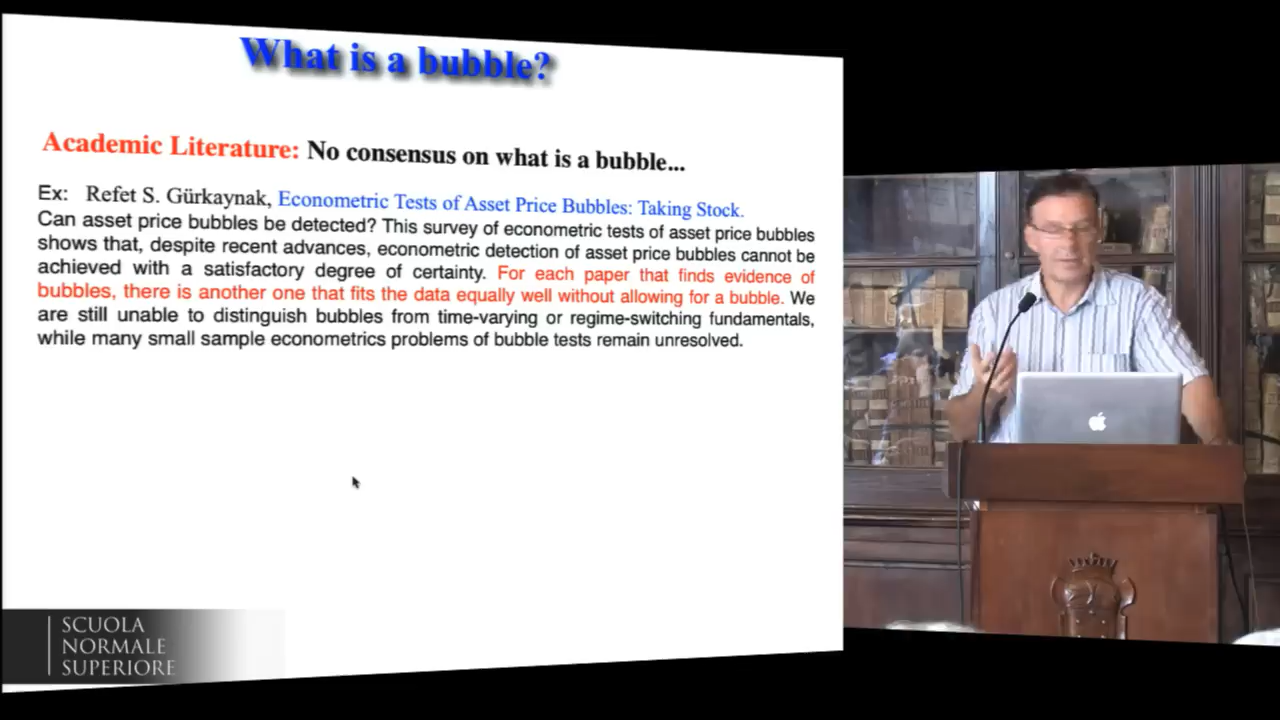 What is a bubble?
Academic Literature: No consensus on what is a bubble...
Ex: Refet S. Gürkaynak, Econometric Tests of Asset Price Bubbles: Taking Stock.
Can asset price bubbles be detected? This survey of econometric tests of asset price bubbles
shows that, despite recent advances, econometric detection of asset price bubbles cannot be
achieved with a satisfactory degree of certainty. For each paper that finds evidence of
bubbles, there is another one that fits the data equally well without allowing for a bubble. We
are still unable to distinguish bubbles from time-varying or regime-switching fundamentals,
while many small sample econometrics problems of bubble tests remain unresolved.
SCUOLA
NORMALE
SUPERIORE